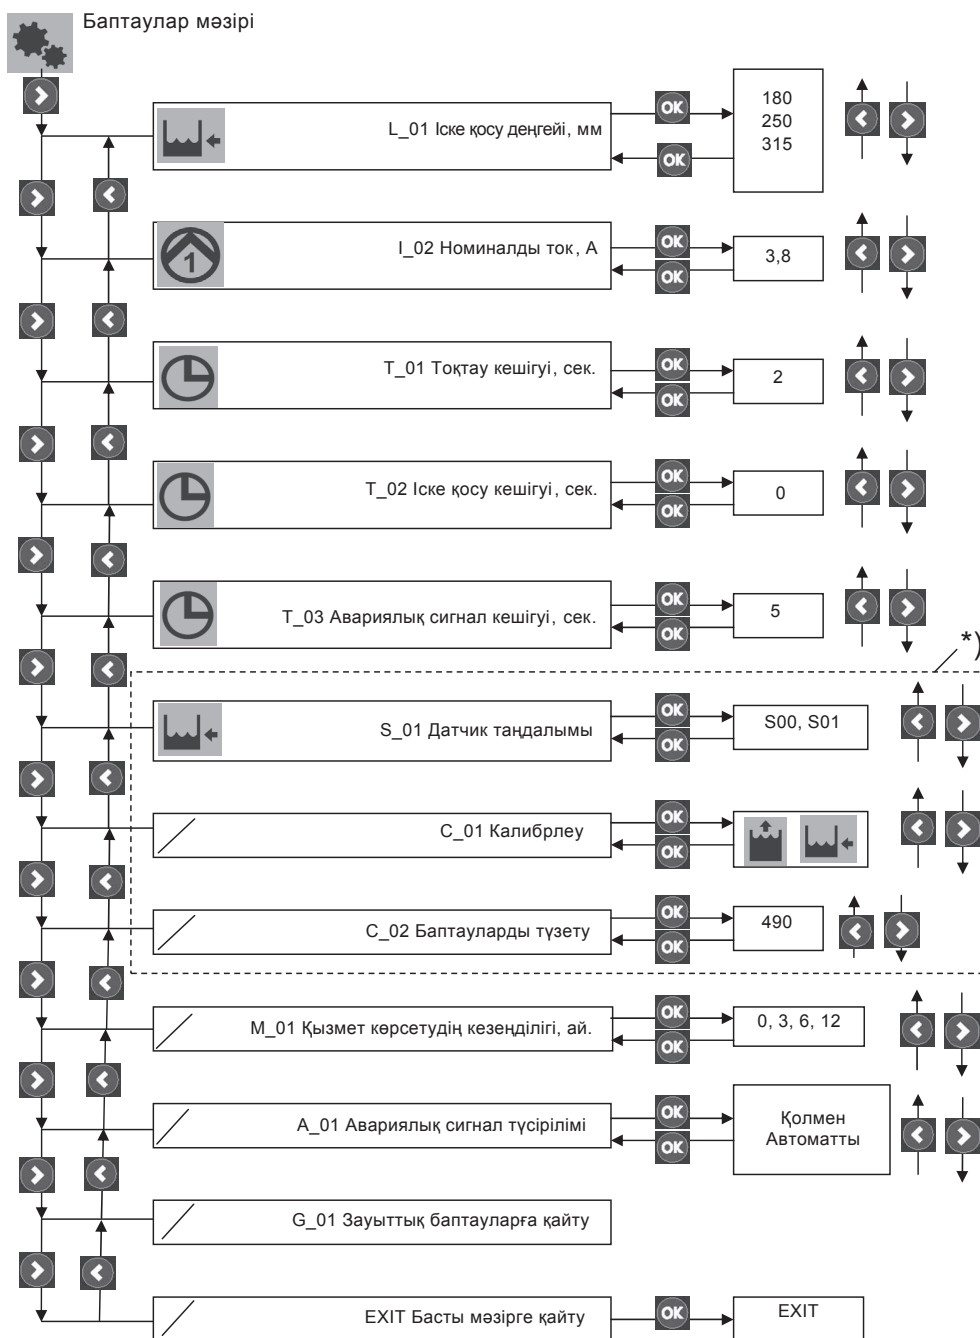 Баптаулар мәзірі
L_01 Іске қосу деңгейі, мм
OK
OK
180
250
315
I_02 Номиналды ток, А
OK
OK
3,8
1
T_01 Тоқтау кешігуі, сек.
OK
OK
2
T_02 Іске қосу кешігуі, сек.
OK
OK
0
T_03 Авариялық сигнал кешігуі, сек.
OK
OK
5
*)
S_01 Датчик таңдалымы
OK
OK
S00, S01
C_01 Калибрлеу
OK
OK
C_02 Баптауларды түзету
OK
OK
490
M_01 Қызмет көрсетудің кезеңділігі, ай.
OK
OK
0, 3, 6, 12
A_01 Авариялық сигнал түсірілімі
OK
OK
Қолмен
Автоматты
G_01 Зауыттық баптауларға қайту
EXIT Басты мәзірге қайту
OK
EXIT